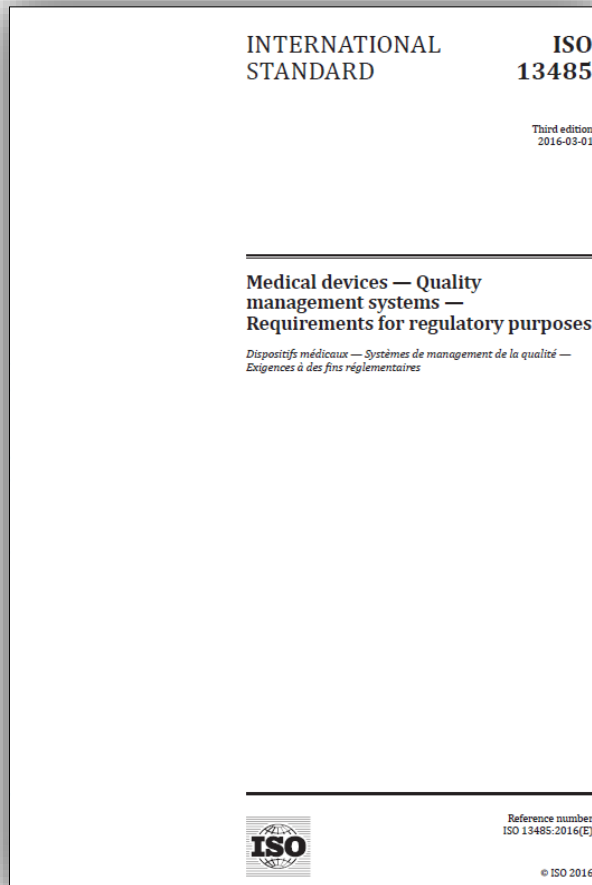 INTERNATIONAL ISO
STANDARD 13485
Third edition
2016-03-01
Medical devices — Quality
management systems —
Requirements for regulatory purposes
Dispositifs médicaux — Systèmes de management de la qualité —
Exigences à des fins réglementaires
ISO
Reference number
ISO 13485:2016(E)
© ISO 2016